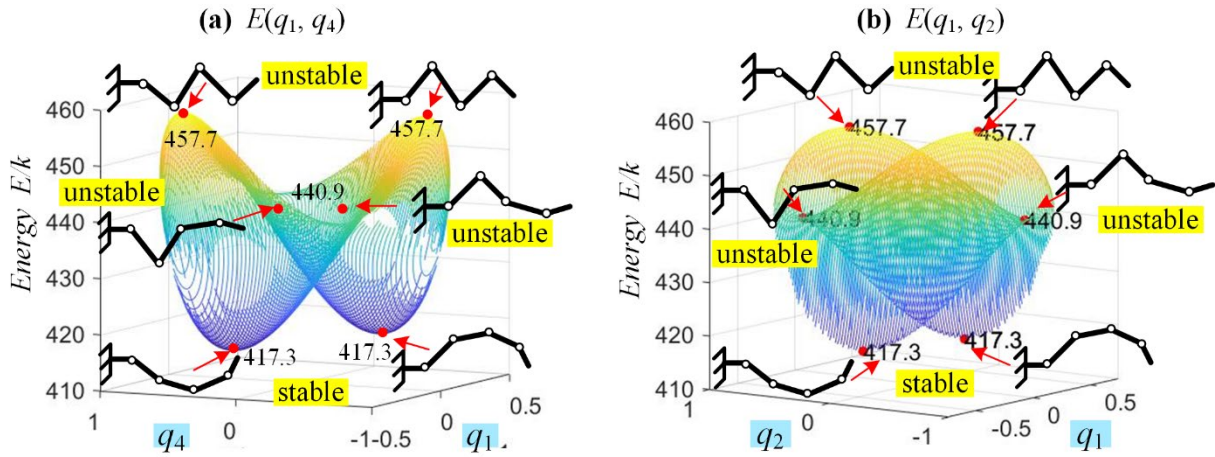 (a) E(q1, q4)
unstable
460
457.7
457.7
450
unstable
440.9
440
unstable
430
420
417.3
417.3
410
stable
1
0
-1
-0.5
0
0.5
q4
q1
Energy E/k
(b) E(q1, q2)
unstable
460
457.7
457.7
450
440.9
440.9
440
unstable
unstable
430
420
417.3
417.3
410
stable
1
0
-1
-0.5
0
0.5
q2
q1
Energy E/k